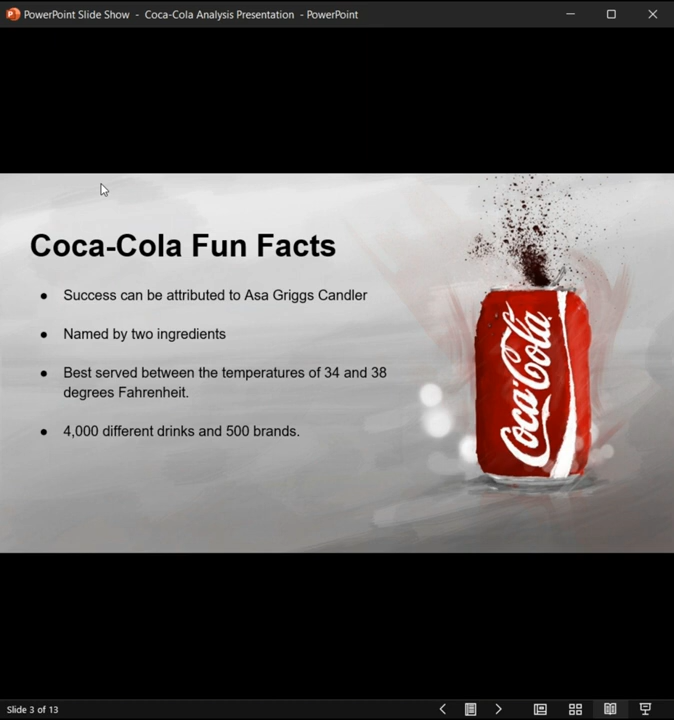 PowerPoint Slide Show - Coca-Cola Analysis Presentation - PowerPoint
Coca-Cola Fun Facts
● Success can be attributed to Asa Griggs Candler
● Named by two ingredients
● Best served between the temperatures of 34 and 38
degrees Fahrenheit.
● 4,000 different drinks and 500 brands.
Coca-Cola
Slide 3 of 13